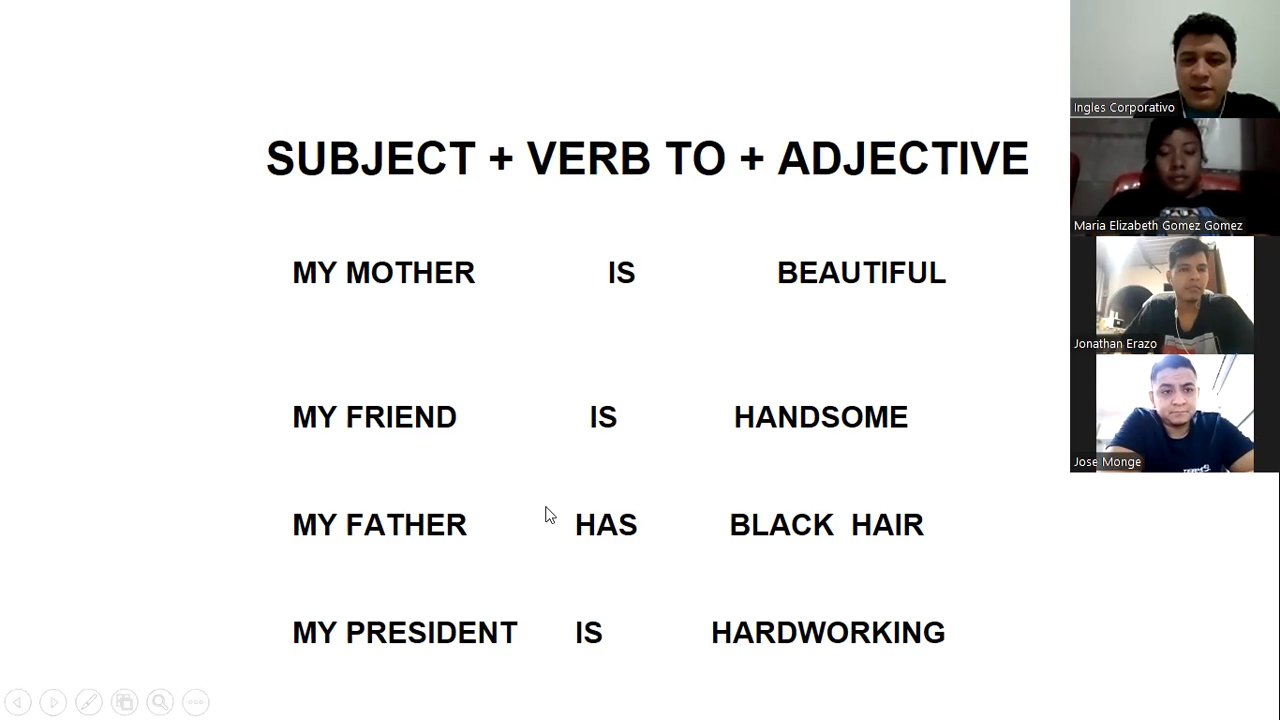 SUBJECT + VERB TO + ADJECTIVE
MY MOTHER IS BEAUTIFUL
MY FRIEND IS HANDSOME
MY FATHER HAS BLACK HAIR
MY PRESIDENT IS HARDWORKING
Ingles Corporativo
Maria Elizabeth Gomez Gomez
Jonathan Erazo
Jose Monge